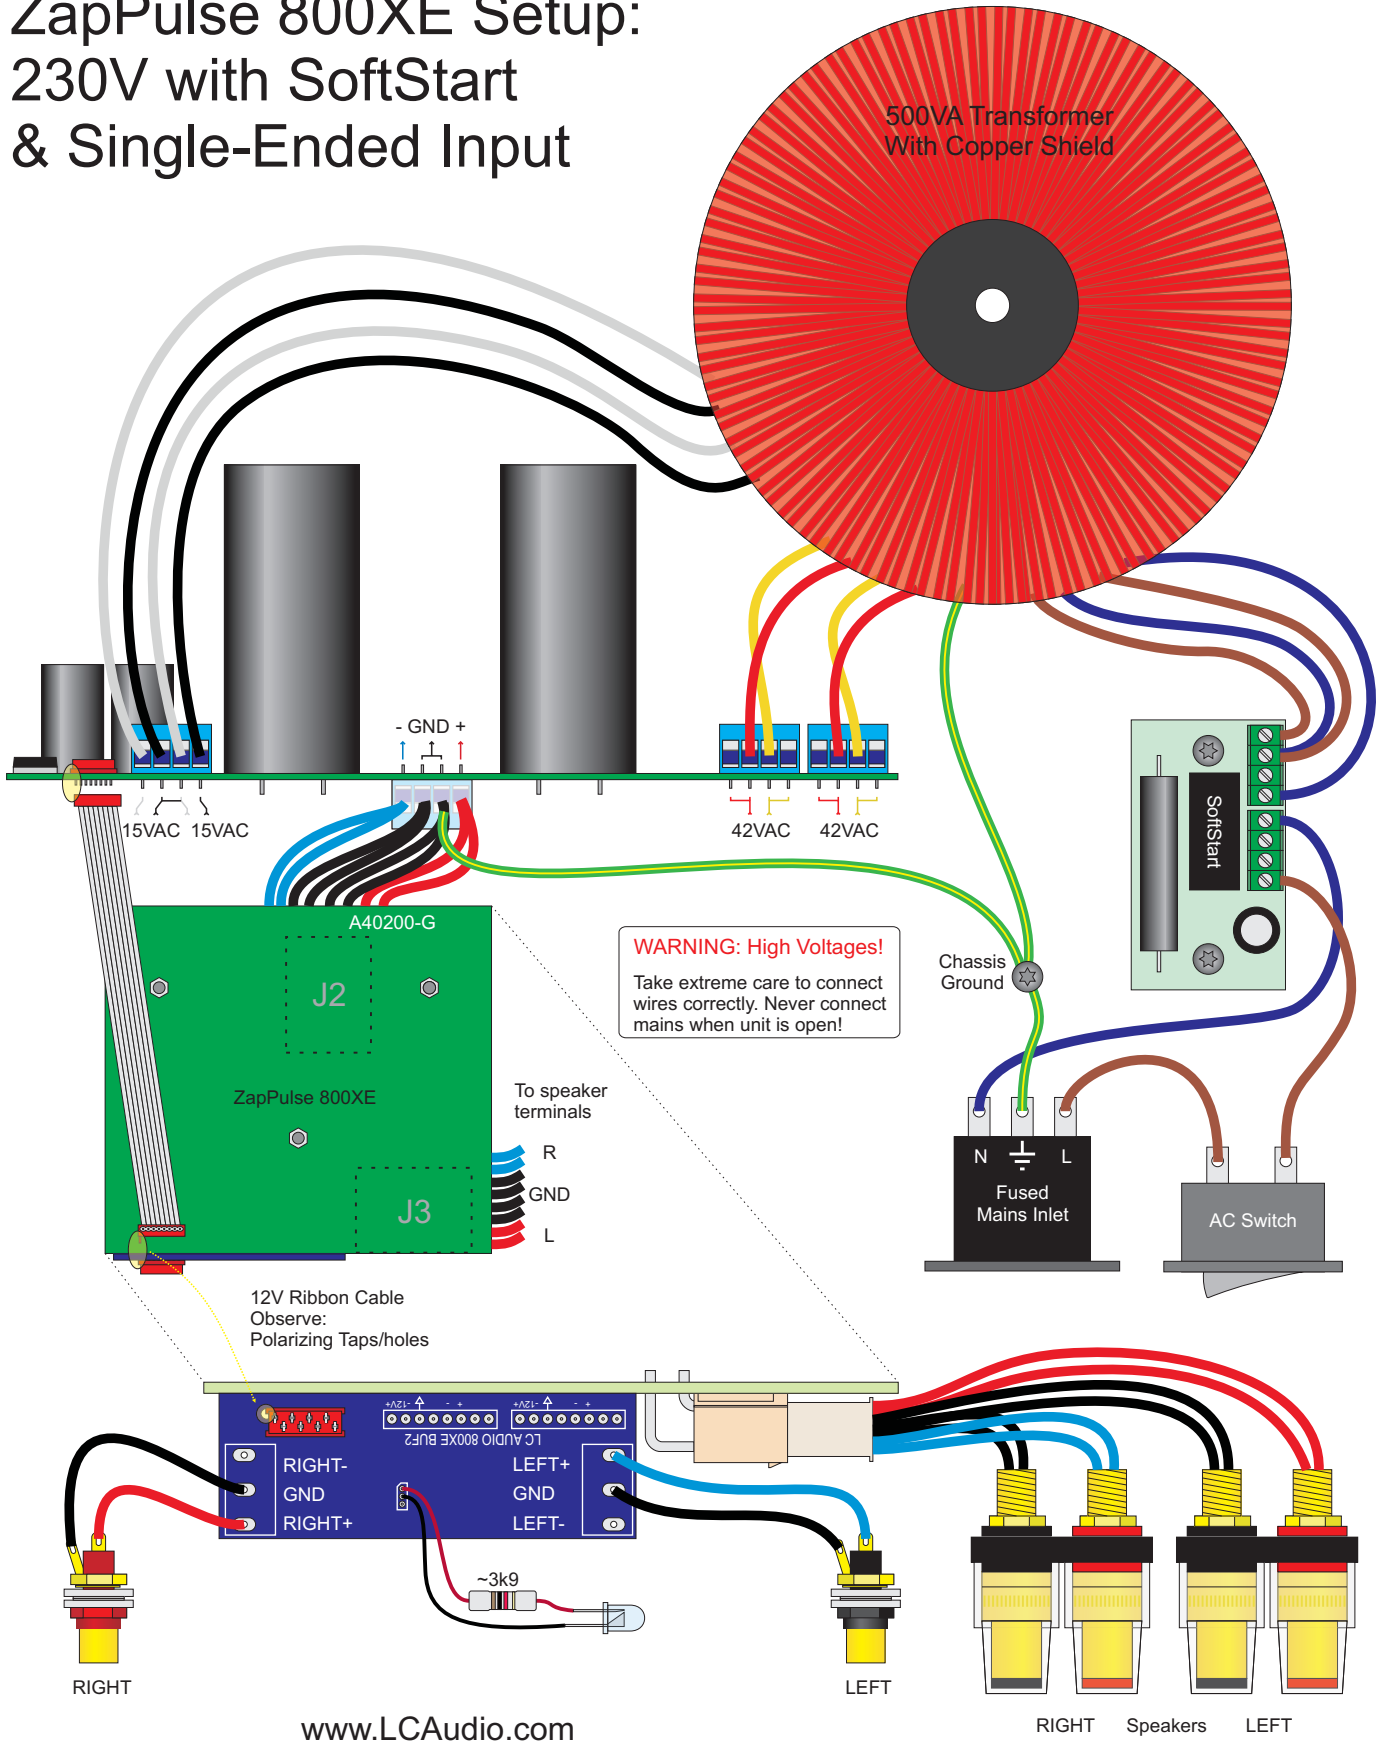 ZapPulse 800XE Setup:
230V with SoftStart
& Single-Ended Input
500VA Transformer
With Copper Shield
- GND +
15VAC 15VAC
42VAC 42VAC
SoftStart
A40200-G
J2
ZapPulse 800XE
J3
WARNING: High Voltages!
Take extreme care to connect
wires correctly. Never connect
mains when unit is open!
Chassis
Ground
To speaker
terminals
R
GND
L
N L
Fused
Mains Inlet
AC Switch
12V Ribbon Cable
Observe:
Polarizing Taps/holes
-12V+ - +
-12V+ - +
LC AUDIO 800XE BUF2
RIGHT-
GND
RIGHT+
LEFT+
GND
LEFT-
~3k9
RIGHT
LEFT
RIGHT Speakers LEFT
www.LCAudio.com